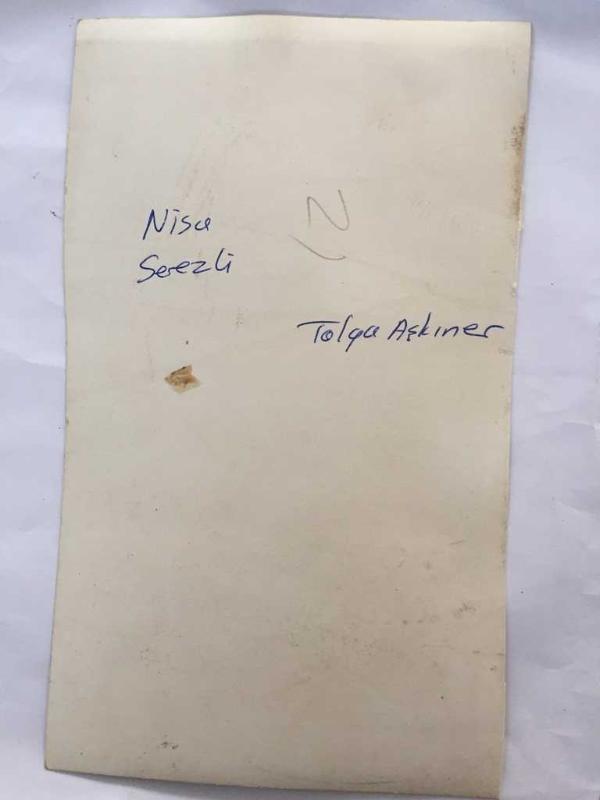 Nisa
Serezli
Tolga Aşkıner